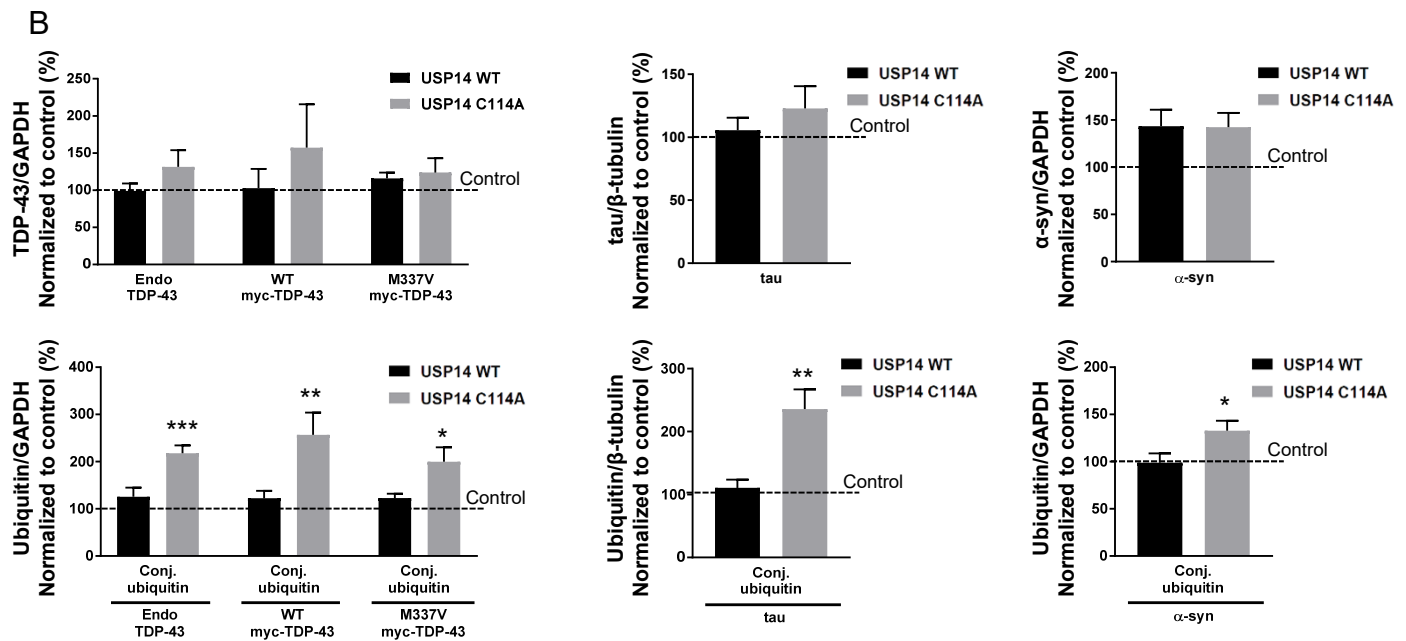 B
TDP-43/GAPDH
Normalized to control (%)
250
200
150
100
50
0
USP14 WT
USP14 C114A
Control
Endo
TDP-43
WT
myc-TDP-43
M337V
myc-TDP-43
tau/β-tubulin
Normalized to control (%)
150
100
50
0
USP14 WT
USP14 C114A
Control
tau
α-syn/GAPDH
Normalized to control (%)
200
150
100
50
0
USP14 WT
USP14 C114A
Control
α-syn
Ubiquitin/GAPDH
Normalized to control (%)
400
300
200
100
0
USP14 WT
USP14 C114A
***
**
*
Control
Conj.
ubiquitin
Conj.
ubiquitin
Conj.
ubiquitin
Endo
TDP-43
WT
myc-TDP-43
M337V
myc-TDP-43
Ubiquitin/β-tubulin
Normalized to control (%)
300
200
100
0
USP14 WT
USP14 C114A
**
Control
Conj.
ubiquitin
tau
Ubiquitin/GAPDH
Normalized to control (%)
200
150
100
50
0
USP14 WT
USP14 C114A
*
Control
Conj.
ubiquitin
α-syn